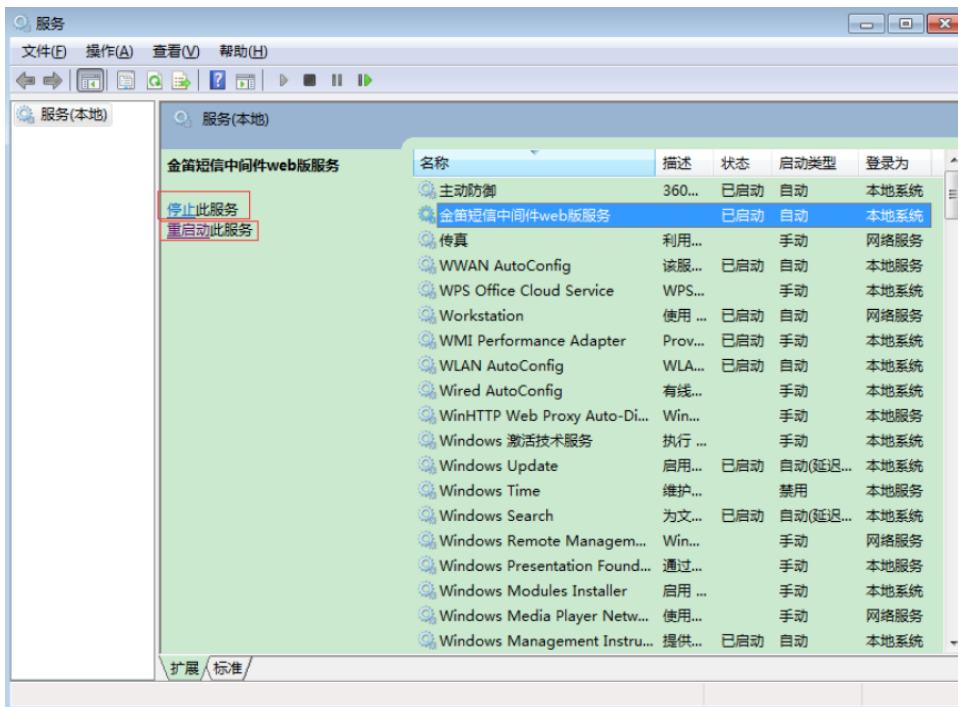 服务
文件(F) 操作(A) 查看(V) 帮助(H)
服务(本地)
服务(本地)
金笛短信中间件web版服务
停止此服务
重启动此服务
名称 描述 状态 启动类型 登录为
主动防御 360... 已启动 自动 本地系统
金笛短信中间件web版服务 已启动 自动 本地系统
传真 利用... 手动 网络服务
WWAN AutoConfig 该服... 已启动 自动 本地服务
WPS Office Cloud Service WPS... 手动 本地系统
Workstation 使用 ... 已启动 自动 网络服务
WMI Performance Adapter Prov... 已启动 手动 本地系统
WLAN AutoConfig WLA... 已启动 自动 本地系统
Wired AutoConfig 有线... 手动 本地系统
WinHTTP Web Proxy Auto-Di... Win... 手动 本地服务
Windows 激活技术服务 执行 ... 手动 本地系统
Windows Update 启用... 已启动 自动(延迟... 本地系统
Windows Time 维护... 禁用 本地服务
Windows Search 为文... 已启动 自动(延迟... 本地系统
Windows Remote Managem... Win... 手动 网络服务
Windows Presentation Found... 通过... 手动 本地服务
Windows Modules Installer 启用 ... 手动 本地系统
Windows Media Player Netw... 使用... 手动 网络服务
Windows Management Instru... 提供... 已启动 自动 本地系统
扩展 标准